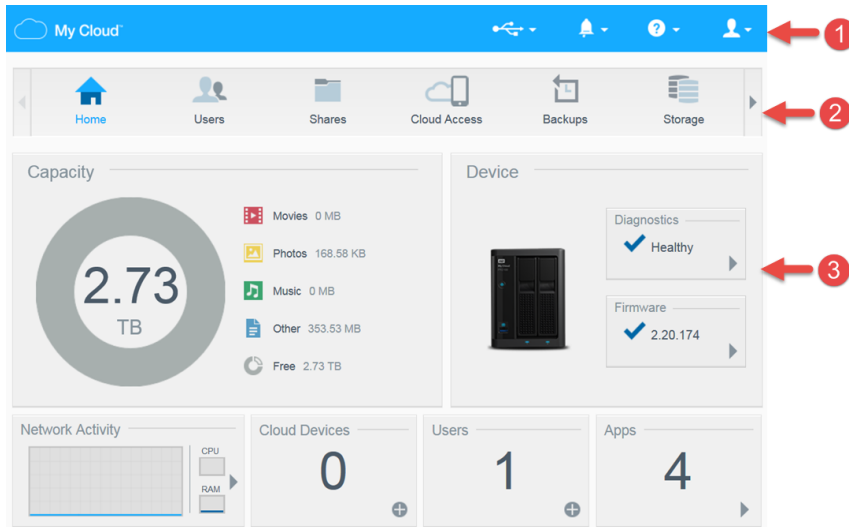 My Cloud™
1
Home Users Shares Cloud Access Backups Storage
2
Capacity
2.73
TB
Movies 0 MB
Photos 168.58 KB
Music 0 MB
Other 353.53 MB
Free 2.73 TB
Device
Diagnostics
Healthy
3
Firmware
2.20.174
Network Activity
CPU
RAM
Cloud Devices
0
Users
1
Apps
4